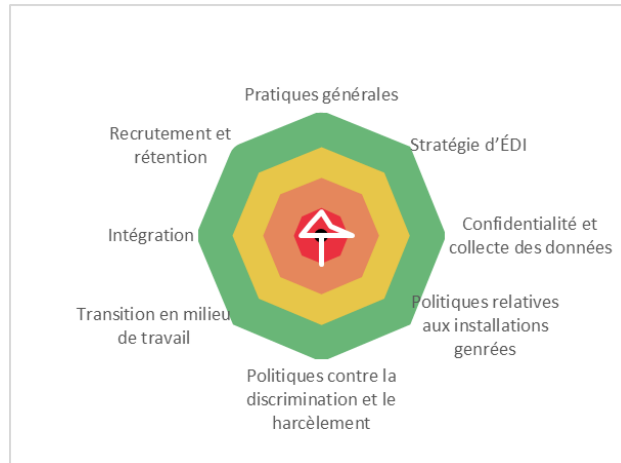 Pratiques générales
Recrutement et
rétention
Stratégie d’ÉDI
Intégration
Confidentialité et
collecte des données
Transition en milieu
de travail
Politiques relatives
aux installations
genrées
Politiques contre la
discrimination et le
harcèlement